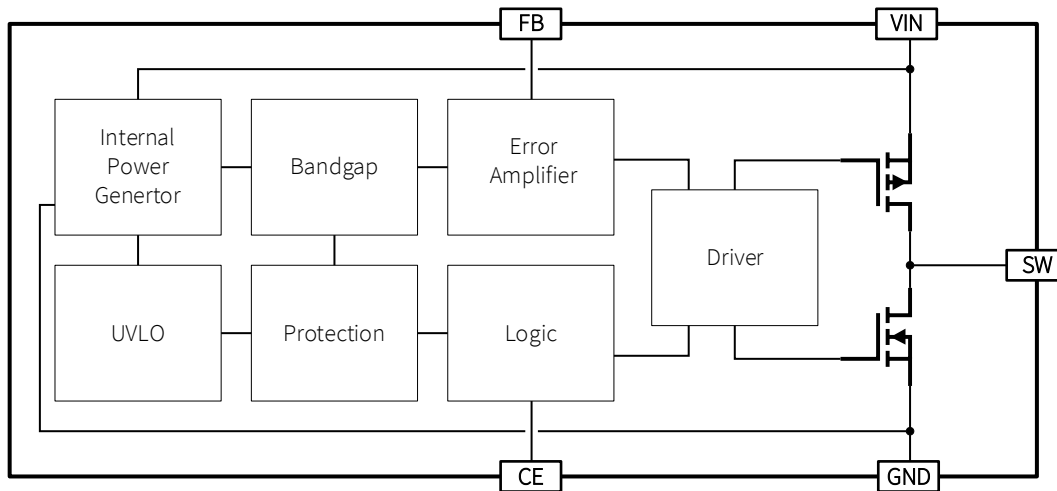 FB
VIN
Internal
Power
Genertor
Bandgap
Error
Amplifier
Driver
SW
UVLO
Protection
Logic
CE
GND